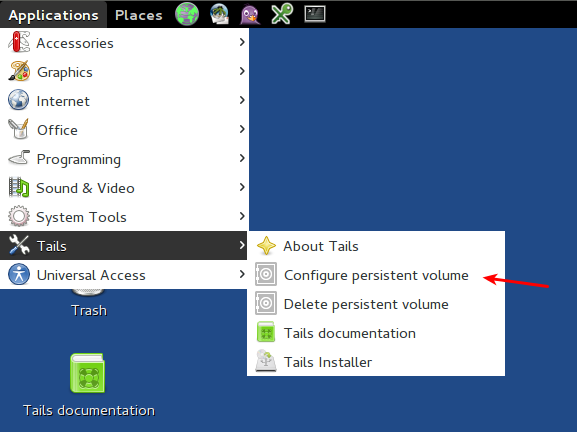 Applications Places
Accessories
Graphics
Internet
Office
Programming
Sound & Video
System Tools
Tails
Universal Access
About Tails
Configure persistent volume
Delete persistent volume
Tails documentation
Tails Installer
Trash
Tails documentation